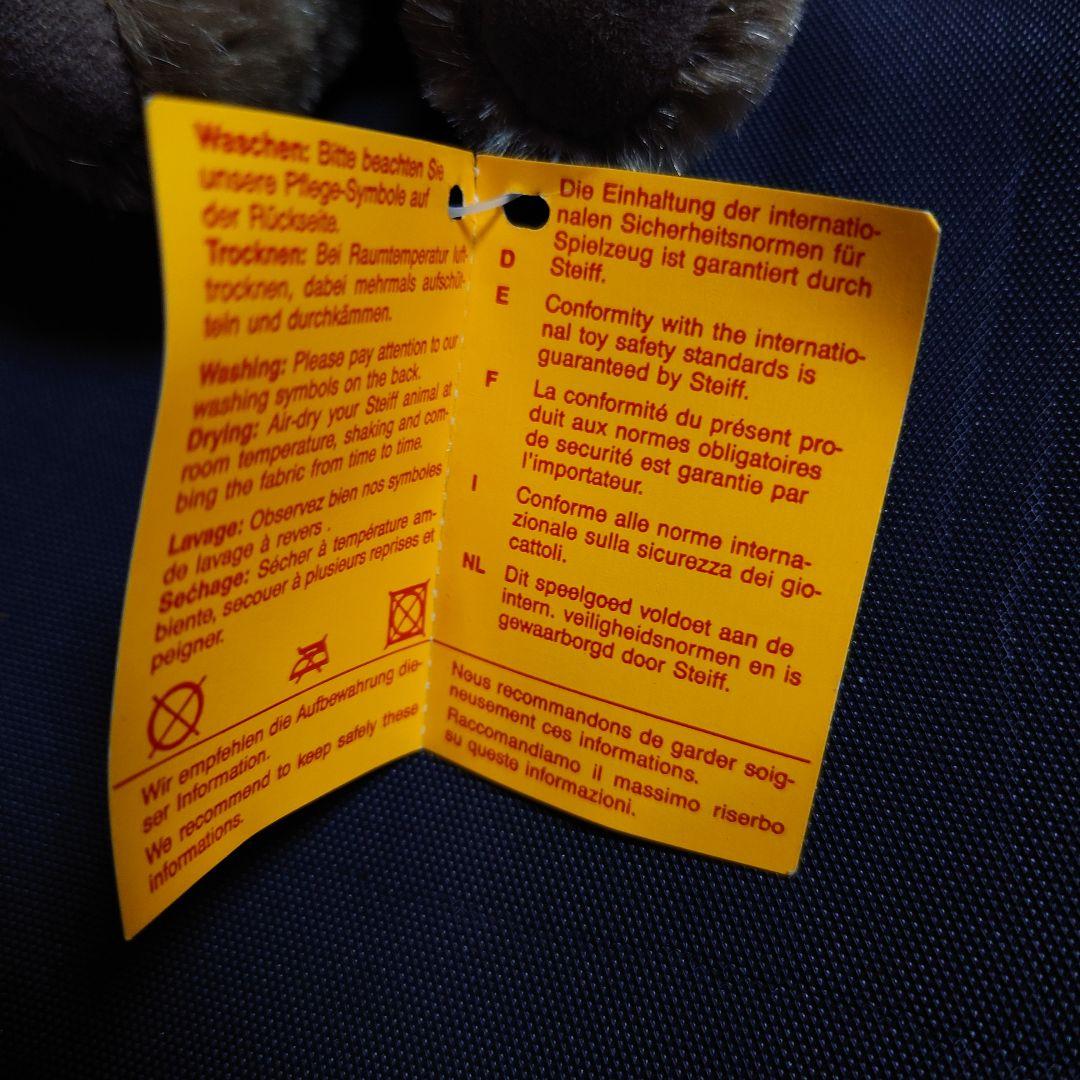 Waschen: Bitte beachten Sie
unsere Pflege-Symbole auf
der Rückseite.
Trocknen: Bei Raumtemperatur luft-
trocknen, dabei mehrmals aufschüt-
teln und durchkämmen.
Washing: Please pay attention to our
washing symbols on the back.
Drying: Air-dry your Steiff animal at
room temperature, shaking and com-
bing the fabric from time to time.
Lavage: Observez bien nos symboles
de lavage à revers .
Sechage: Sécher à température am-
biente, secouer à plusieurs reprises et
peigner.
Wir empfehlen die Aufbewahrung die-
ser Information.
We recommend to keep safely these
informations.
Die Einhaltung der internatio-
nalen Sicherheitsnormen für
D Spielzeug ist garantiert durch
Steiff.
E Conformity with the internatio-
nal toy safety standards is
guaranteed by Steiff.
F La conformité du présent pro-
duit aux normes obligatoires
de securité est garantie par
l'importateur.
I Conforme alle norme interna-
zionale sulla sicurezza dei gio-
cattoli.
NL Dit speelgoed voldoet aan de
intern. veiligheidsnormen en is
gewaarborgd door Steiff.
Nous recommandons de garder soig-
neusement ces informations.
Raccomandiamo il massimo riserbo
su queste informazioni.